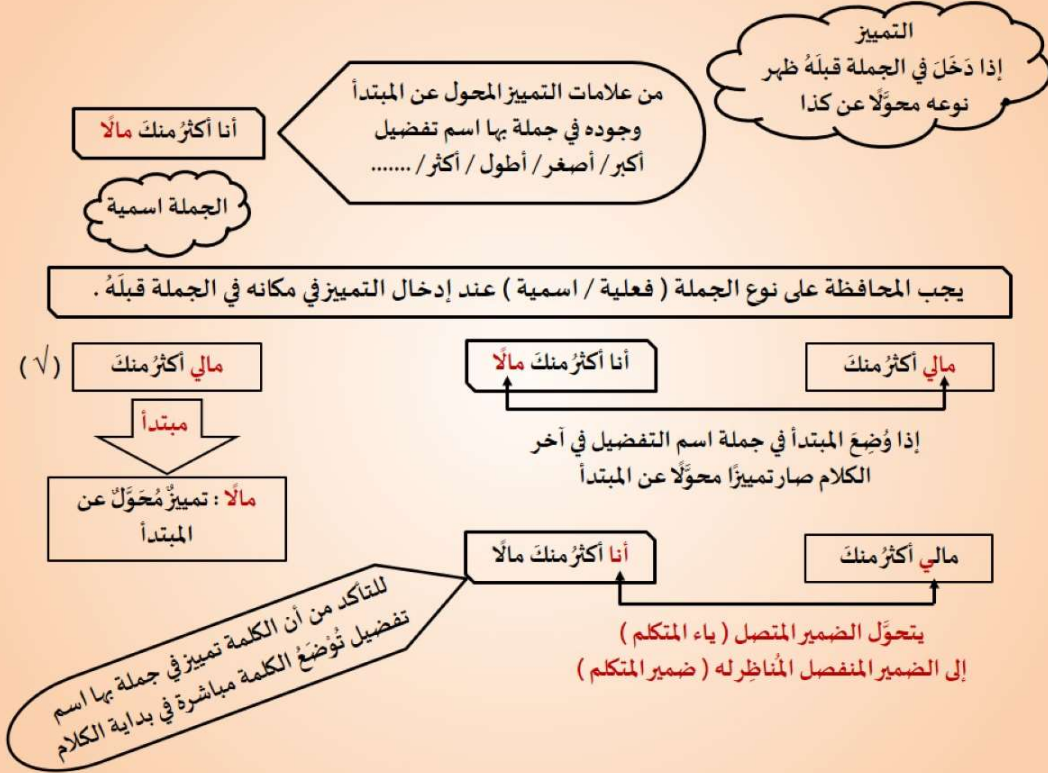 التمييز
إذا دَخَلَ في الجملة قبلَهُ ظهر
نوعه محوَّلًا عن كذا
من علامات التمييز المحول عن المبتدأ
وجوده في جملة بها اسم تفضيل
أكبر / أصغر / أطول / أكثر / .......
أنا أكثرُ منكَ مالًا
الجملة اسمية
يجب المحافظة على نوع الجملة ( فعلية / اسمية ) عند إدخال التمييز في مكانه في الجملة قبلَهُ .
مالي أكثرُ منكَ
أنا أكثرُ منكَ مالًا
إذا وُضِعَ المبتدأ في جملة اسم التفضيل في آخر
الكلام صار تمييزًا محوَّلًا عن المبتدأ
مالي أكثرُ منكَ
( √ )
مبتدأ
مالًا : تمييزٌ مُحَوَّلٌ عن
المبتدأ
مالي أكثرُ منكَ
أنا أكثرُ منكَ مالًا
يتحوَّل الضمير المتصل ( ياء المتكلم )
إلى الضمير المنفصل المُناظِر له ( ضمير المتكلم )
للتأكد من أن الكلمة تمييز في جملة بها اسم
تفضيل تُوْضَعُ الكلمة مباشرة في بداية الكلام